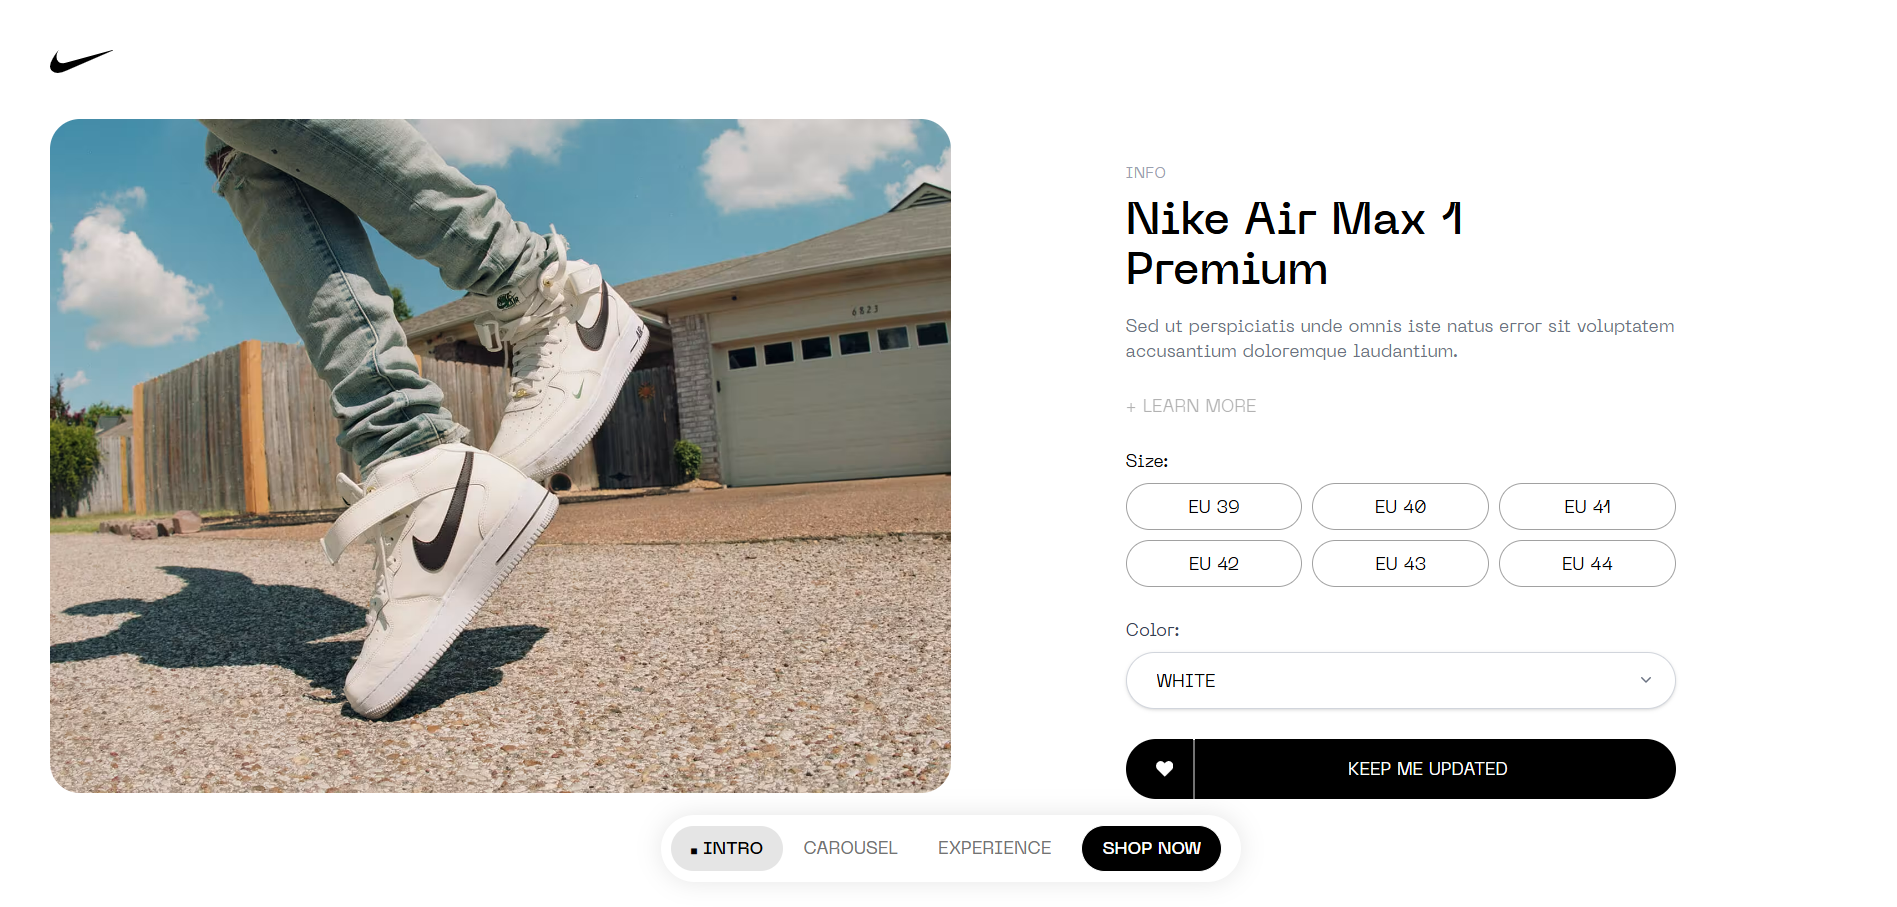 6823
INFO
Nike Air Max 1
Premium
Sed ut perspiciatis unde omnis iste natus error sit voluptatem
accusantium doloremque laudantium.
+ LEARN MORE
Size:
EU 39
EU 40
EU 41
EU 42
EU 43
EU 44
Color:
WHITE
KEEP ME UPDATED
INTRO
CAROUSEL
EXPERIENCE
SHOP NOW